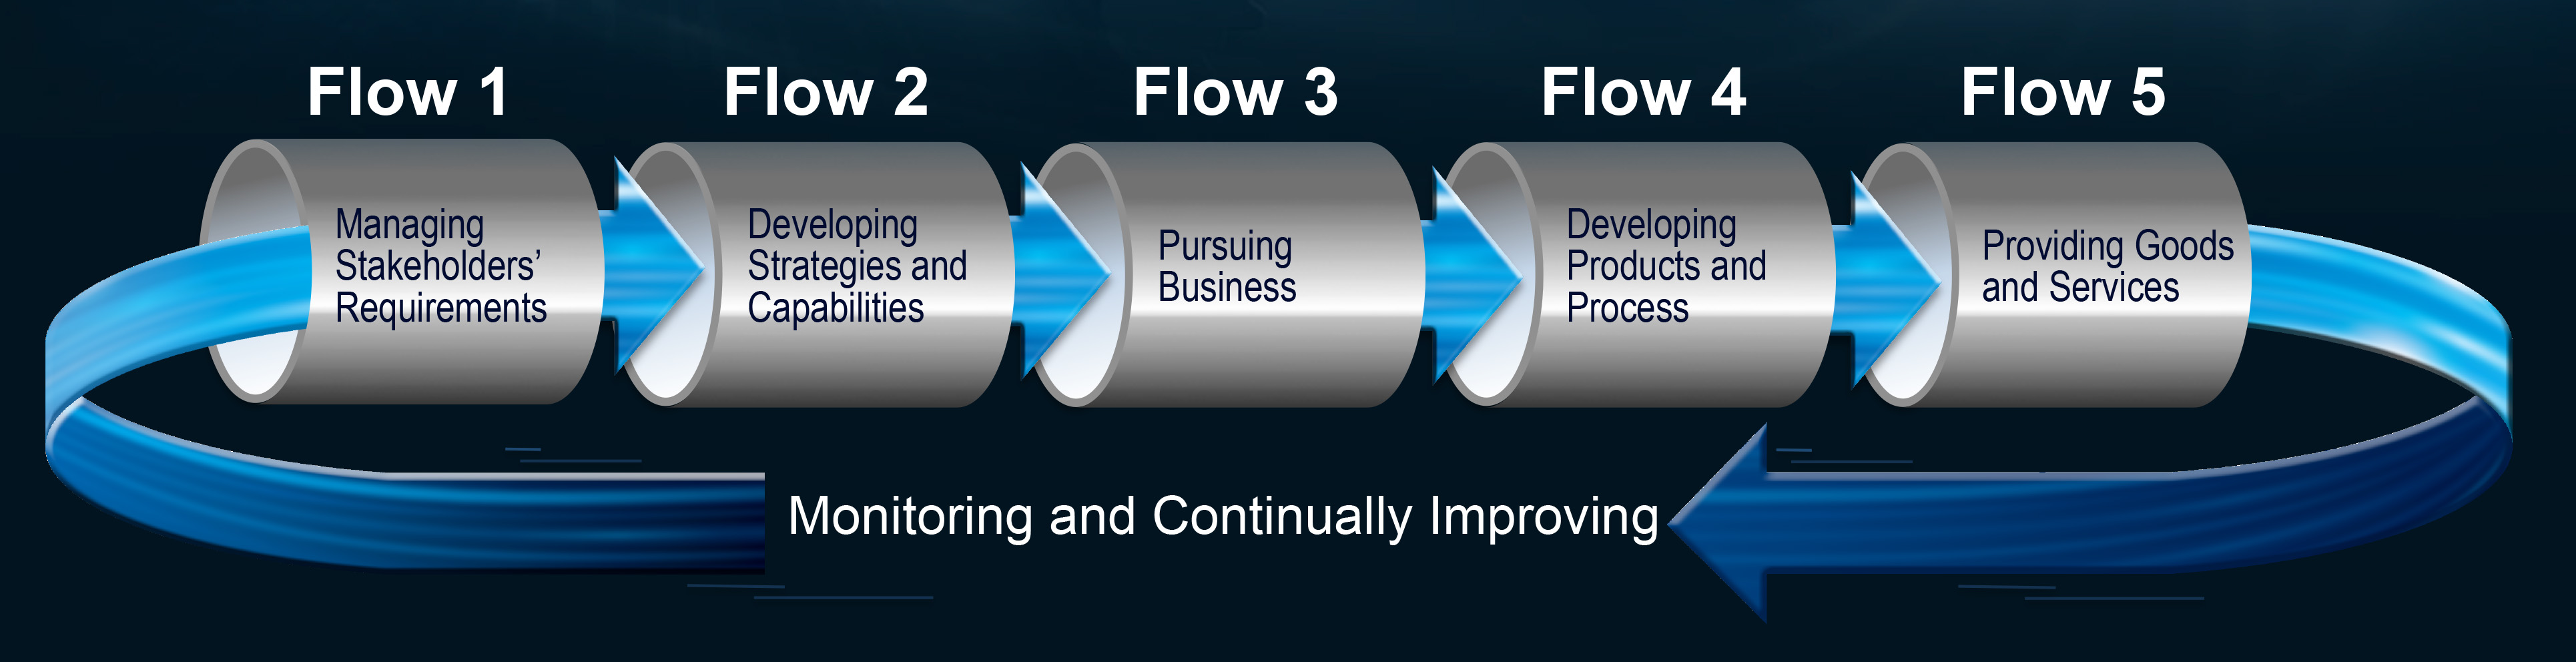 Flow 1
Flow 2
Flow 3
Flow 4
Flow 5
Managing
Stakeholders’
Requirements
Developing
Strategies and
Capabilities
Pursuing
Business
Developing
Products and
Process
Providing Goods
and Services
Monitoring and Continually Improving